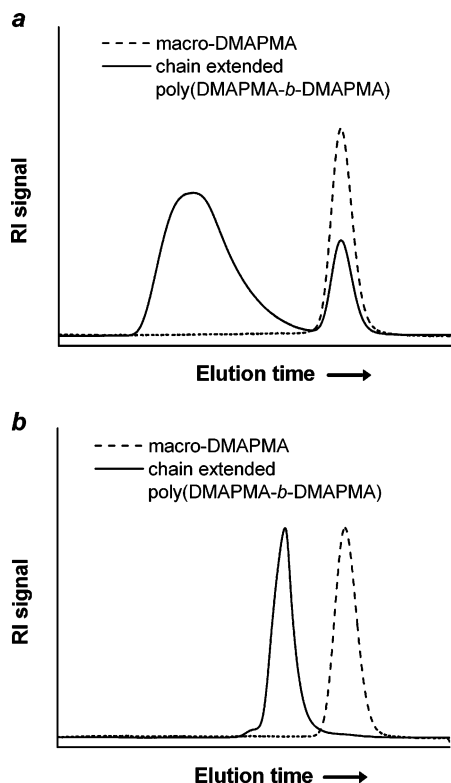 a
macro-DMAPMA
chain extended
poly(DMAPMA-b-DMAPMA)
RI signal
Elution time
b
macro-DMAPMA
chain extended
poly(DMAPMA-b-DMAPMA)
RI signal
Elution time